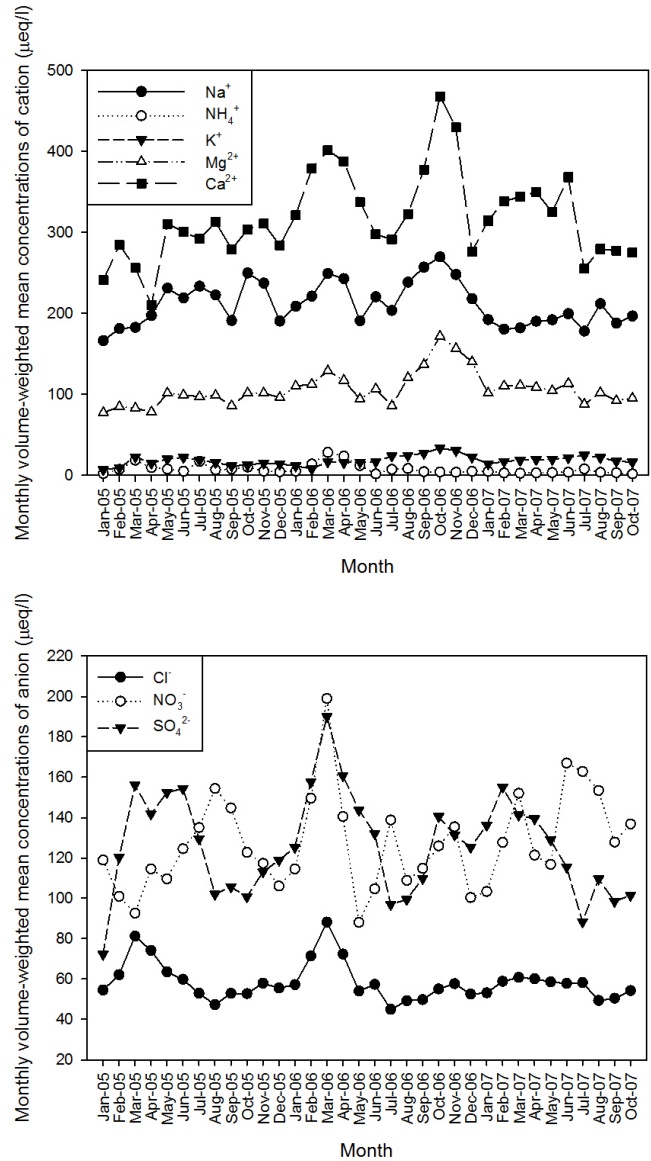 Monthly volume-weighted mean concentrations of cation (μeq/l)
500
400
300
200
100
0
Na⁺
NH₄⁺
K⁺
Mg²⁺
Ca²⁺
Jan-05
Feb-05
Mar-05
Apr-05
May-05
Jun-05
Jul-05
Aug-05
Sep-05
Oct-05
Nov-05
Dec-05
Jan-06
Feb-06
Mar-06
Apr-06
May-06
Jun-06
Jul-06
Aug-06
Sep-06
Oct-06
Nov-06
Dec-06
Jan-07
Feb-07
Mar-07
Apr-07
May-07
Jun-07
Jul-07
Aug-07
Sep-07
Oct-07
Month
Monthly volume-weighted mean concentrations of anion (μeq/l)
220
200
180
160
140
120
100
80
60
40
20
Cl⁻
NO₃⁻
SO₄²⁻
Jan-05
Feb-05
Mar-05
Apr-05
May-05
Jun-05
Jul-05
Aug-05
Sep-05
Oct-05
Nov-05
Dec-05
Jan-06
Feb-06
Mar-06
Apr-06
May-06
Jun-06
Jul-06
Aug-06
Sep-06
Oct-06
Nov-06
Dec-06
Jan-07
Feb-07
Mar-07
Apr-07
May-07
Jun-07
Jul-07
Aug-07
Sep-07
Oct-07
Month